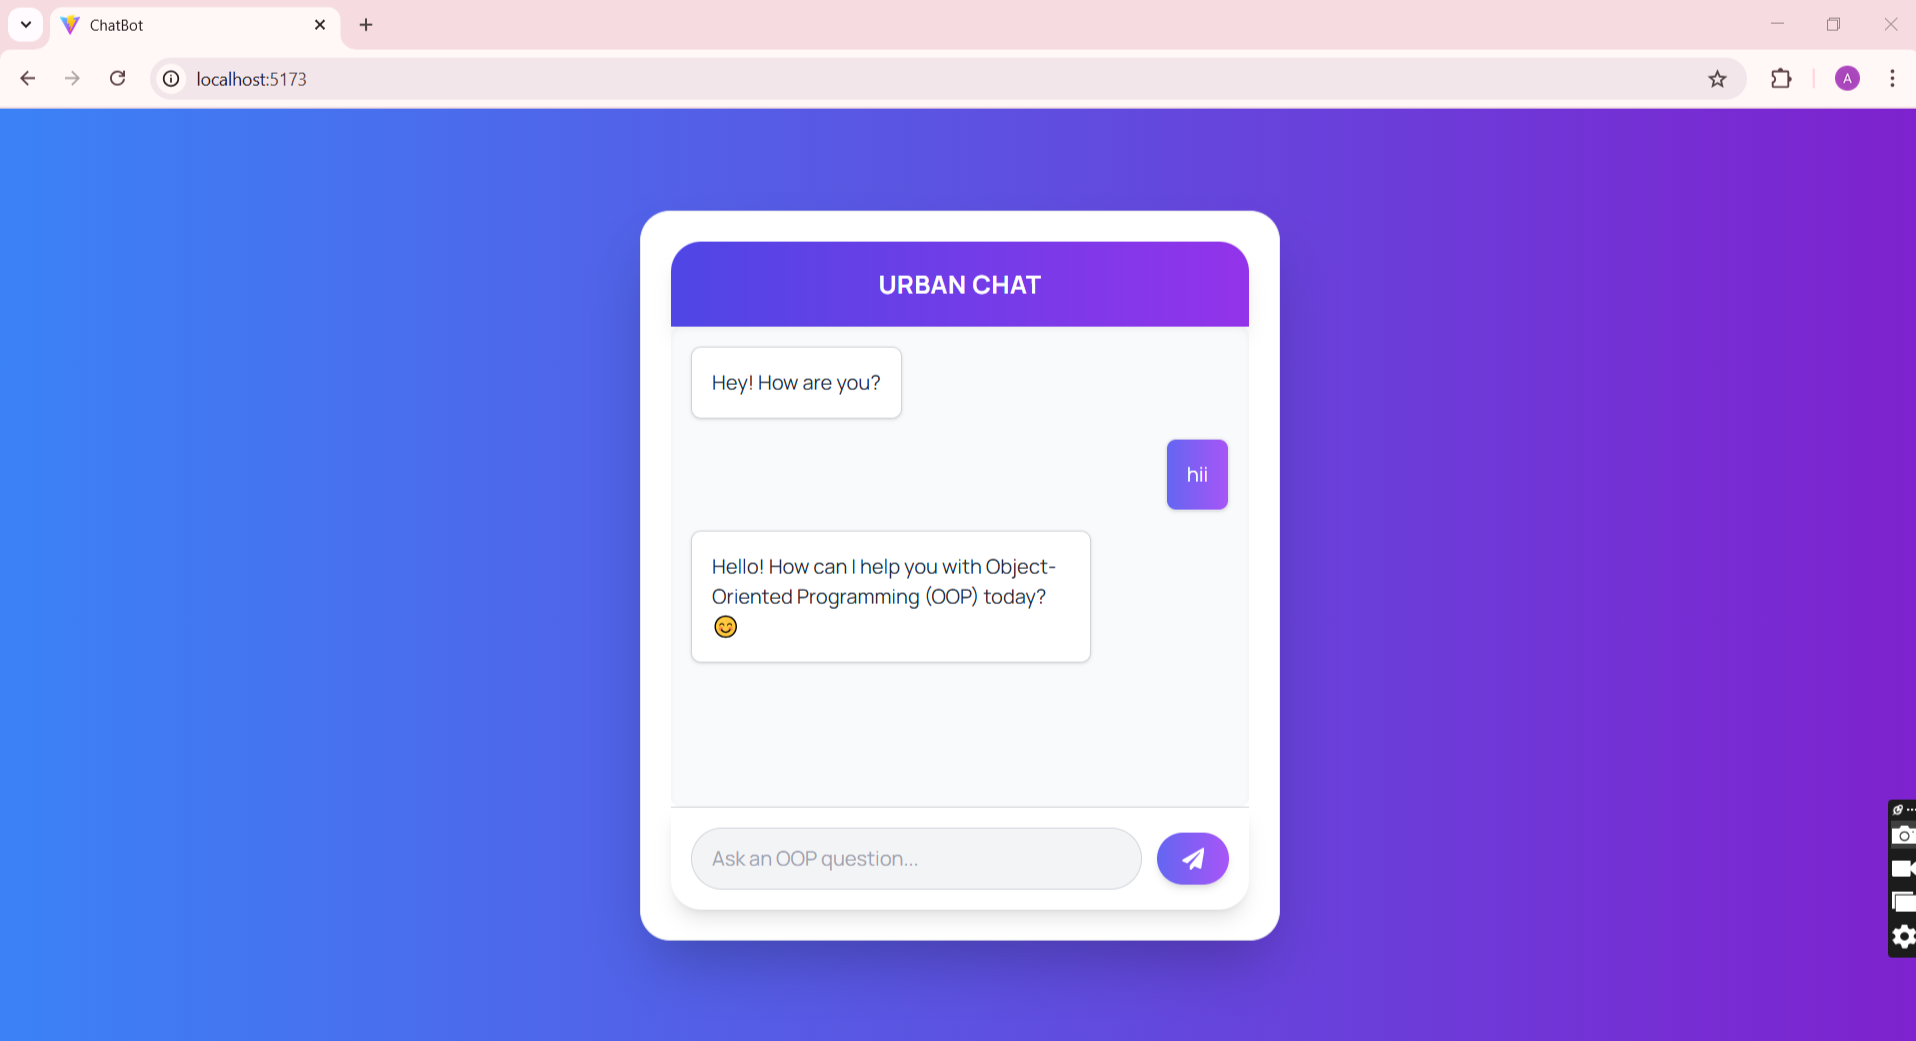 ChatBot
localhost:5173
A
URBAN CHAT
Hey! How are you?
hii
Hello! How can I help you with Object-
Oriented Programming (OOP) today?
😊
Ask an OOP question...